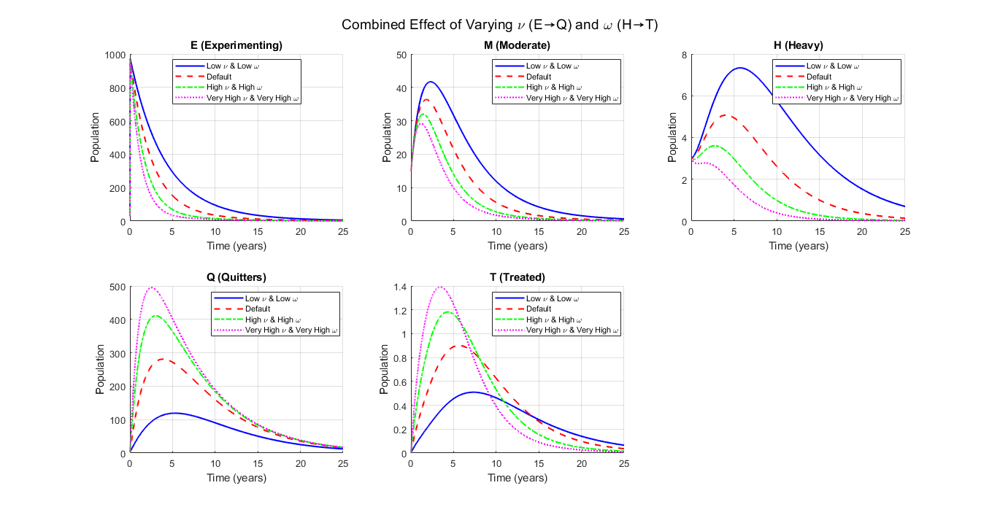 Combined Effect of Varying ν (E→Q) and ω (H→T)
E (Experimenting)
1000
800
600
400
200
0
Population
0 5 10 15 20 25
Time (years)
Low ν & Low ω
Default
High ν & High ω
Very High ν & Very High ω
M (Moderate)
50
40
30
20
10
0
Population
0 5 10 15 20 25
Time (years)
Low ν & Low ω
Default
High ν & High ω
Very High ν & Very High ω
H (Heavy)
8
6
4
2
0
Population
0 5 10 15 20 25
Time (years)
Low ν & Low ω
Default
High ν & High ω
Very High ν & Very High ω
Q (Quitters)
500
400
300
200
100
0
Population
0 5 10 15 20 25
Time (years)
Low ν & Low ω
Default
High ν & High ω
Very High ν & Very High ω
T (Treated)
1.4
1.2
1
0.8
0.6
0.4
0.2
0
Population
0 5 10 15 20 25
Time (years)
Low ν & Low ω
Default
High ν & High ω
Very High ν & Very High ω